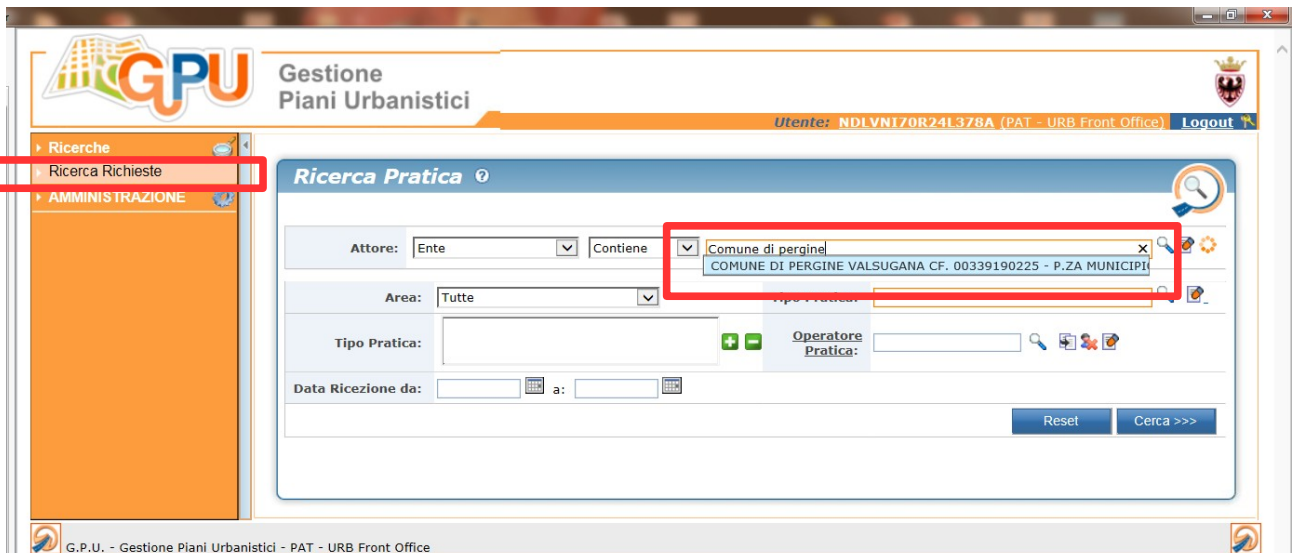 GPU
Gestione
Piani Urbanistici
Utente: NDLVNI70R24L378A (PAT - URB Front Office) Logout
Ricerche
Ricerca Richieste
AMMINISTRAZIONE
Ricerca Pratica
Attore: Ente Contiene Comune di pergine
COMUNE DI PERGINE VALSUGANA CF. 00339190225 - P.ZA MUNICIPI
Area: Tutte Tipo Pratica:
Tipo Pratica: Operatore
Pratica:
Data Ricezione da: a:
Reset Cerca >>>
G.P.U. - Gestione Piani Urbanistici - PAT - URB Front Office